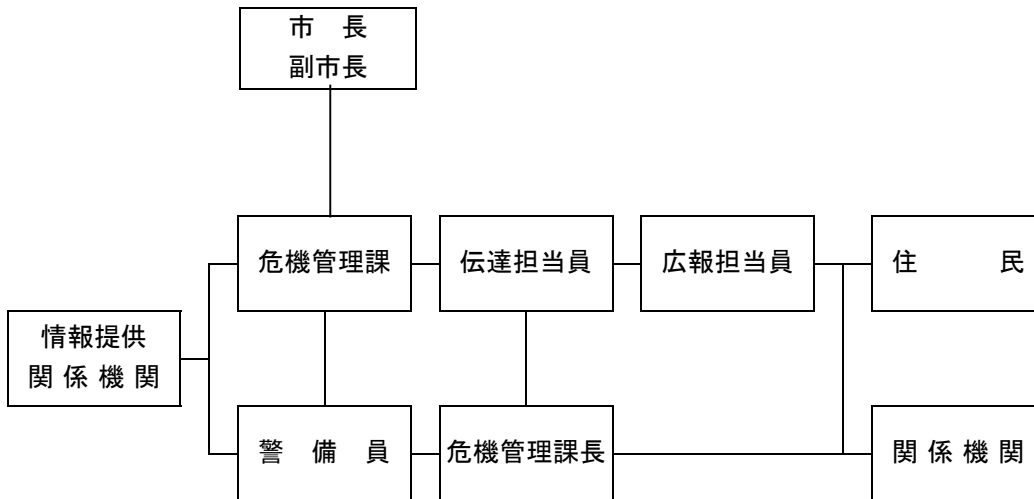 市　長
副市長
危機管理課
伝達担当員
広報担当員
住　　民
情報提供
関 係 機 関
警　備　員
危機管理課長
関 係 機 関